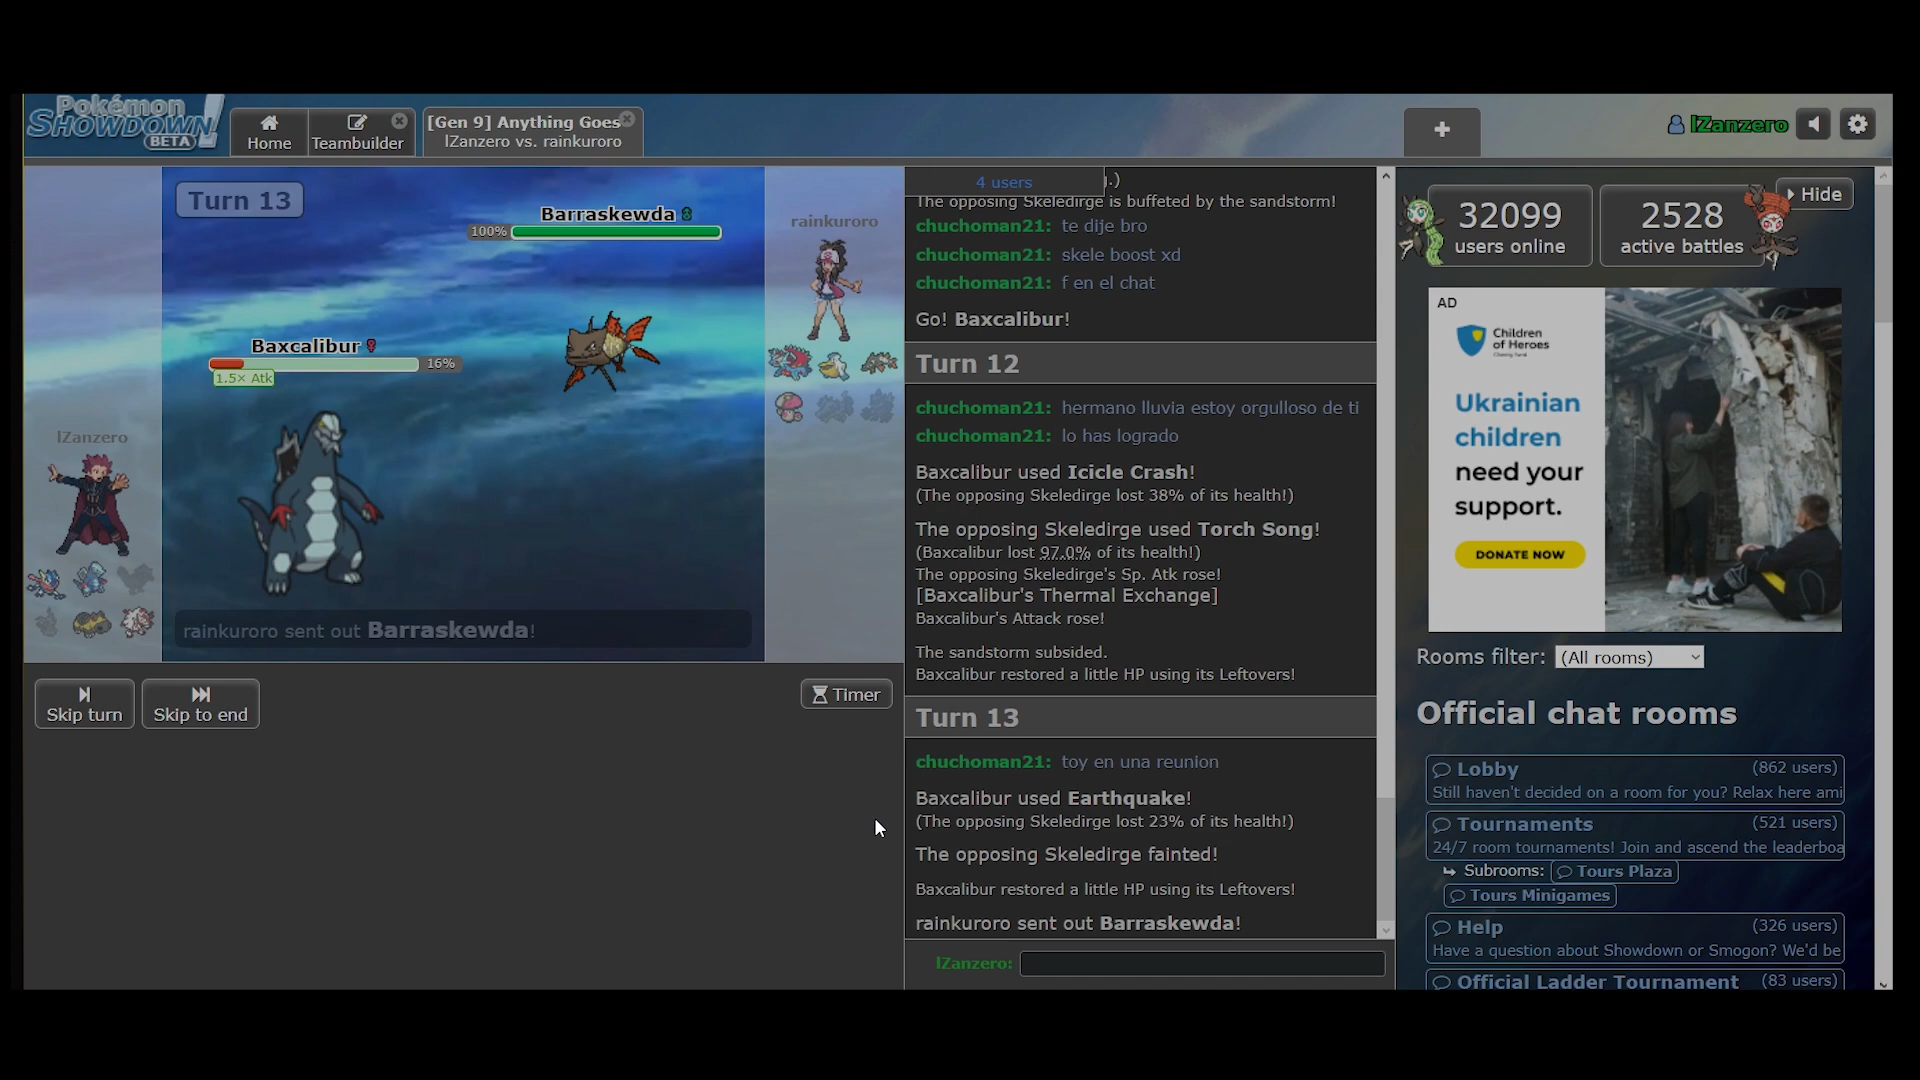 Pokémon
SHOWDOWN!
BETA
Home
Teambuilder
[Gen 9] Anything Goes
lZanzero vs. rainkuroro
+
lZanzero
Turn 13
Barraskewda
100%
Baxcalibur
16%
1.5× Atk
rainkuroro
lZanzero
rainkuroro sent out Barraskewda!
Skip turn
Skip to end
Timer
4 users
The opposing Skeledirge is buffeted by the sandstorm!
chuchoman21: te dije bro
chuchoman21: skele boost xd
chuchoman21: f en el chat
Go! Baxcalibur!
Turn 12
chuchoman21: hermano lluvia estoy orgulloso de ti
chuchoman21: lo has logrado
Baxcalibur used Icicle Crash!
(The opposing Skeledirge lost 38% of its health!)
The opposing Skeledirge used Torch Song!
(Baxcalibur lost 97.0% of its health!)
The opposing Skeledirge's Sp. Atk rose!
[Baxcalibur's Thermal Exchange]
Baxcalibur's Attack rose!
The sandstorm subsided.
Baxcalibur restored a little HP using its Leftovers!
Turn 13
chuchoman21: toy en una reunion
Baxcalibur used Earthquake!
(The opposing Skeledirge lost 23% of its health!)
The opposing Skeledirge fainted!
Baxcalibur restored a little HP using its Leftovers!
rainkuroro sent out Barraskewda!
lZanzero:
32099
users online
2528
active battles
Hide
AD
Children
of Heroes
Ukrainian
children
need your
support.
DONATE NOW
Rooms filter: (All rooms)
Official chat rooms
Lobby (862 users)
Still haven't decided on a room for you? Relax here ami
Tournaments (521 users)
24/7 room tournaments! Join and ascend the leaderboa
Subrooms: Tours Plaza
Tours Minigames
Help (326 users)
Have a question about Showdown or Smogon? We'd be
Official Ladder Tournament (83 users)